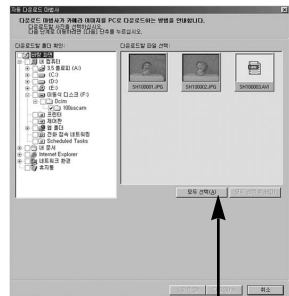 자동 다운로드 마법사
다운로드 마법사가 카메라 이미지를 PC로 다운로드하는 방법을 안내합니다.
다운로드할 사진을 선택하십시오.
다음 단계로 이동하려면 [다음] 단추를 누르십시오.
다운로드할 폴더 확인:
다운로드할 파일 선택:
바탕 화면
내 컴퓨터
3.5 플로피 (A:)
(C:)
(D:)
(E:)
이동식 디스크 (F:)
Dcim
100sscam
프린터
제어판
웹 폴더
전화 접속 네트워킹
Scheduled Tasks
내 문서
Internet Explorer
네트워크 환경
휴지통
SH100001.JPG
SH100002.JPG
SH100003.AVI
모두 선택(A)
취소